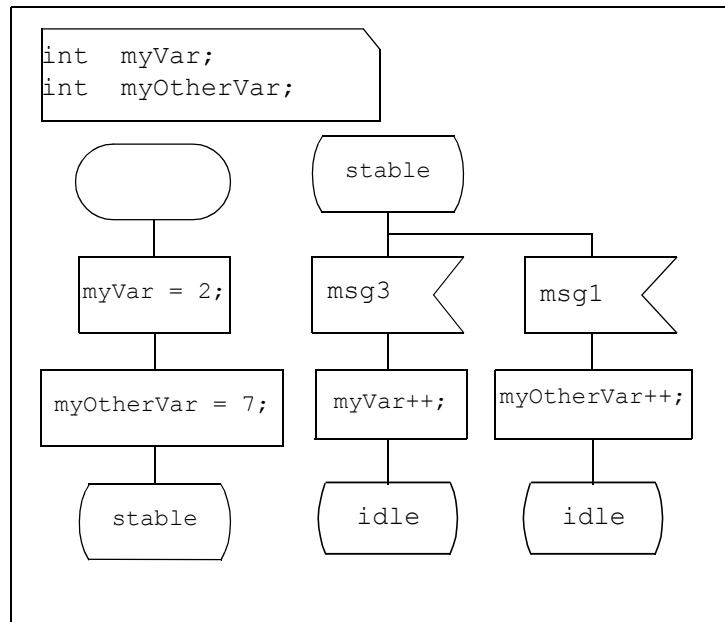 int  myVar;
int  myOtherVar;
stable
myVar = 2;
msg3
msg1
myOtherVar = 7;
myVar++;
myOtherVar++;
stable
idle
idle